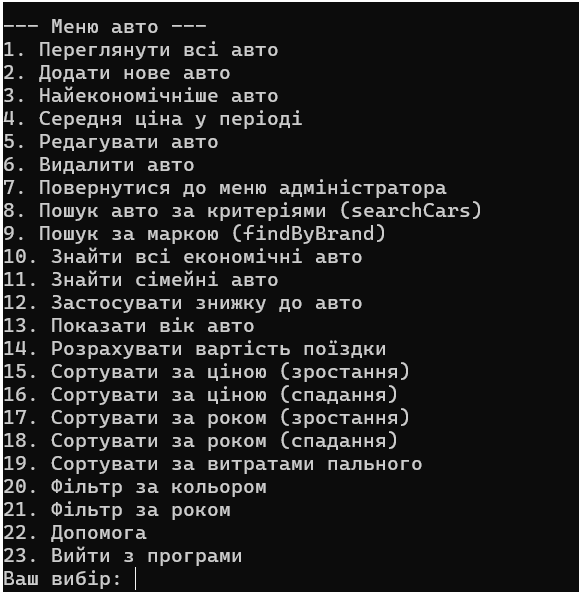 --- Меню авто ---
1. Переглянути всі авто
2. Додати нове авто
3. Найекономічніше авто
4. Середня ціна у періоді
5. Редагувати авто
6. Видалити авто
7. Повернутися до меню адміністратора
8. Пошук авто за критеріями (searchCars)
9. Пошук за маркою (findByBrand)
10. Знайти всі економічні авто
11. Знайти сімейні авто
12. Застосувати знижку до авто
13. Показати вік авто
14. Розрахувати вартість поїздки
15. Сортувати за ціною (зростання)
16. Сортувати за ціною (спадання)
17. Сортувати за роком (зростання)
18. Сортувати за роком (спадання)
19. Сортувати за витратами пального
20. Фільтр за кольором
21. Фільтр за роком
22. Допомога
23. Вийти з програми
Ваш вибір: